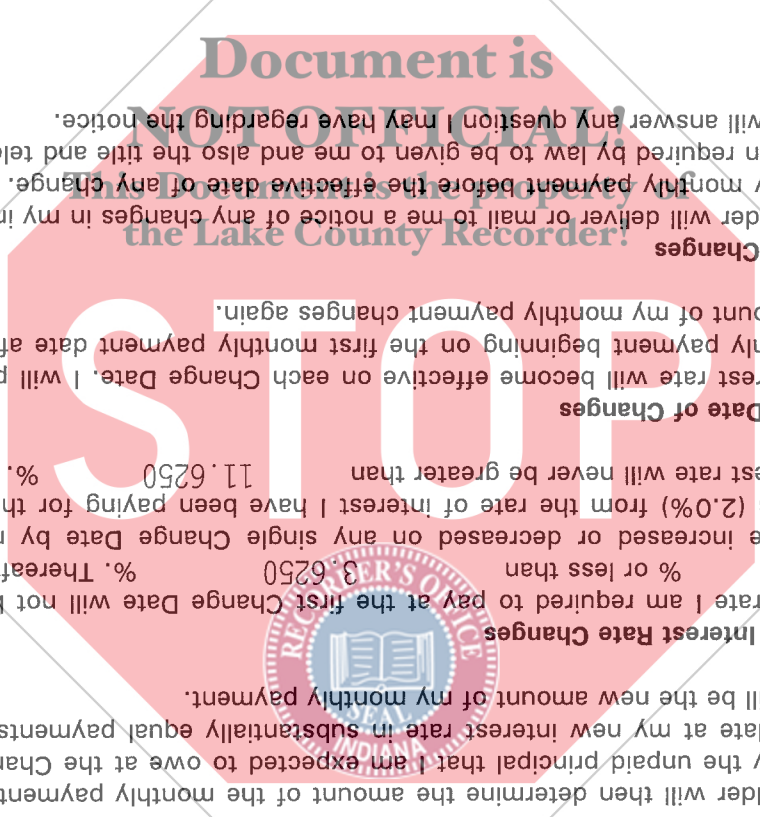 Document is
NOT OFFICIAL!
This Document is the property of
the Lake County Recorder!
STOP
RECORDER'S OFFICE
SEAL
INDIANA
lder will then determine the amount of the monthly payment
y the unpaid principal that I am expected to owe at the Chan
date at my new interest rate in substantially equal payments
ll be the new amount of my monthly payment.
Interest Rate Changes
rate I am required to pay at the first Change Date will not b
% or less than 3.6250 %. Thereaf
e increased or decreased on any single Change Date by
(2.0%) from the rate of interest I have been paying for th
est rate will never be greater than 11.6250 %.
Date of Changes
rest rate will become effective on each Change Date. I will p
ly payment beginning on the first monthly payment date af
ount of my monthly payment changes again.
Changes
der will deliver or mail to me a notice of any changes in my in
y monthly payment before the effective date of any change.
n required by law to be given to me and also the title and tele
will answer any question I may have regarding the notice.